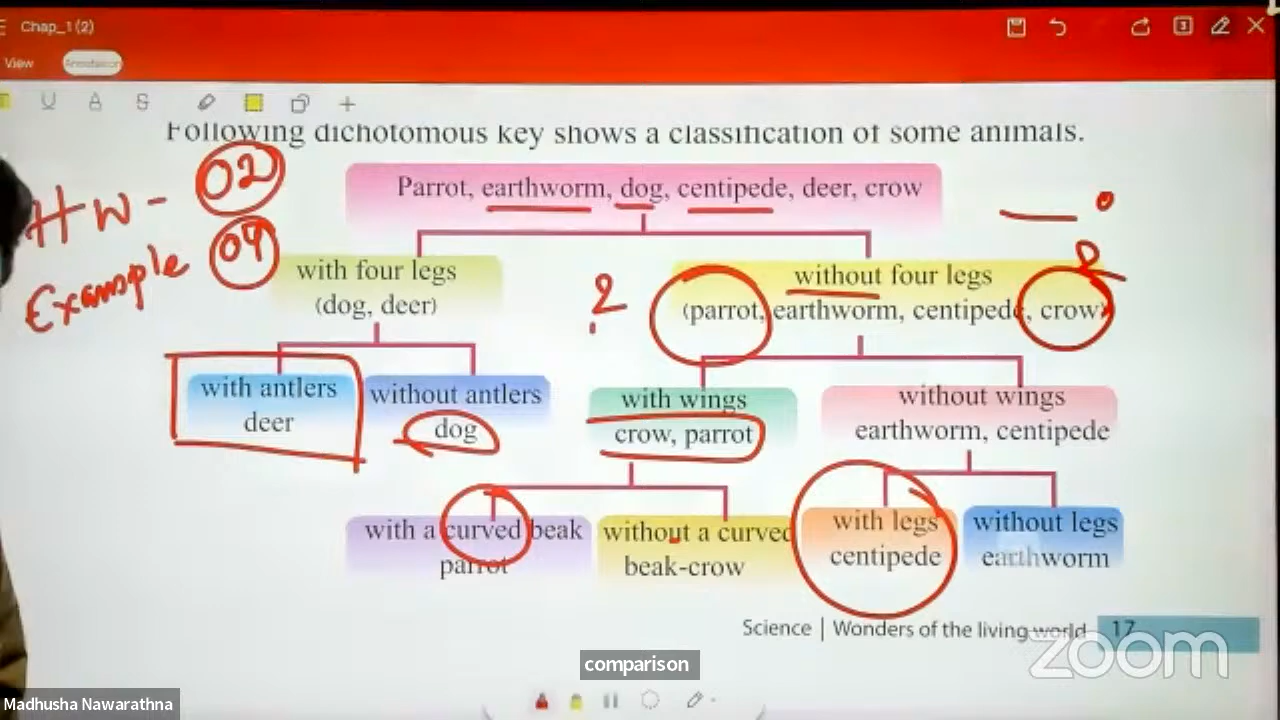 Chap_1 (2)
View
Annotation
Following dichotomous key shows a classification of some animals.
HW - 02
Example 04
Parrot, earthworm, dog, centipede, deer, crow
with four legs
(dog, deer)
?
without four legs
(parrot, earthworm, centipede, crow)
with antlers
deer
without antlers
dog
with wings
crow, parrot
without wings
earthworm, centipede
with a curved beak
parrot
without a curved
beak-crow
with legs
centipede
without legs
earthworm
Science | Wonders of the living world 17
zoom
comparison
Madhusha Nawarathna